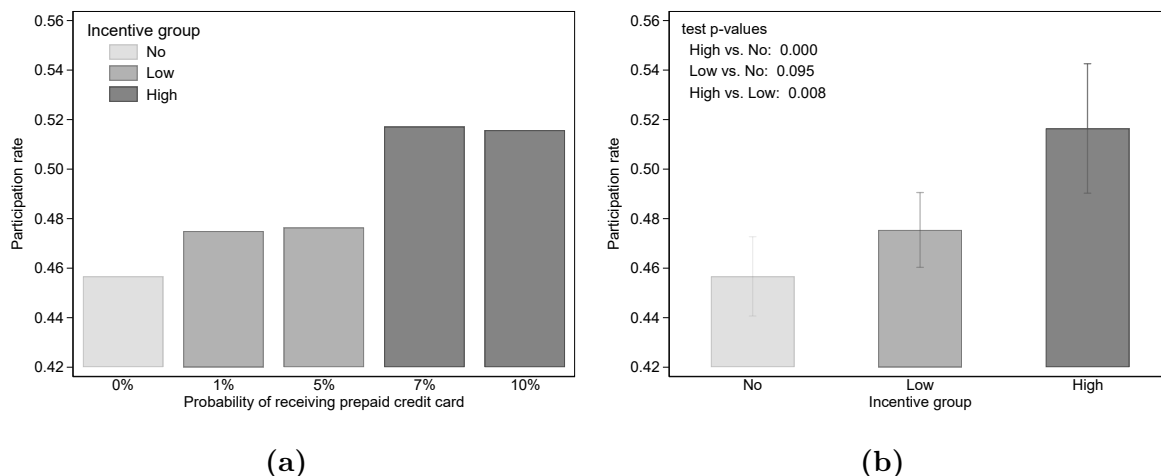 0.56
0.54
0.52
0.50
0.48
0.46
0.44
0.42
Participation rate
Incentive group
No
Low
High
0%
1%
5%
7%
10%
Probability of receiving prepaid credit card
(a)
0.56
0.54
0.52
0.50
0.48
0.46
0.44
0.42
Participation rate
test p-values
High vs. No: 0.000
Low vs. No: 0.095
High vs. Low: 0.008
No
Low
High
Incentive group
(b)